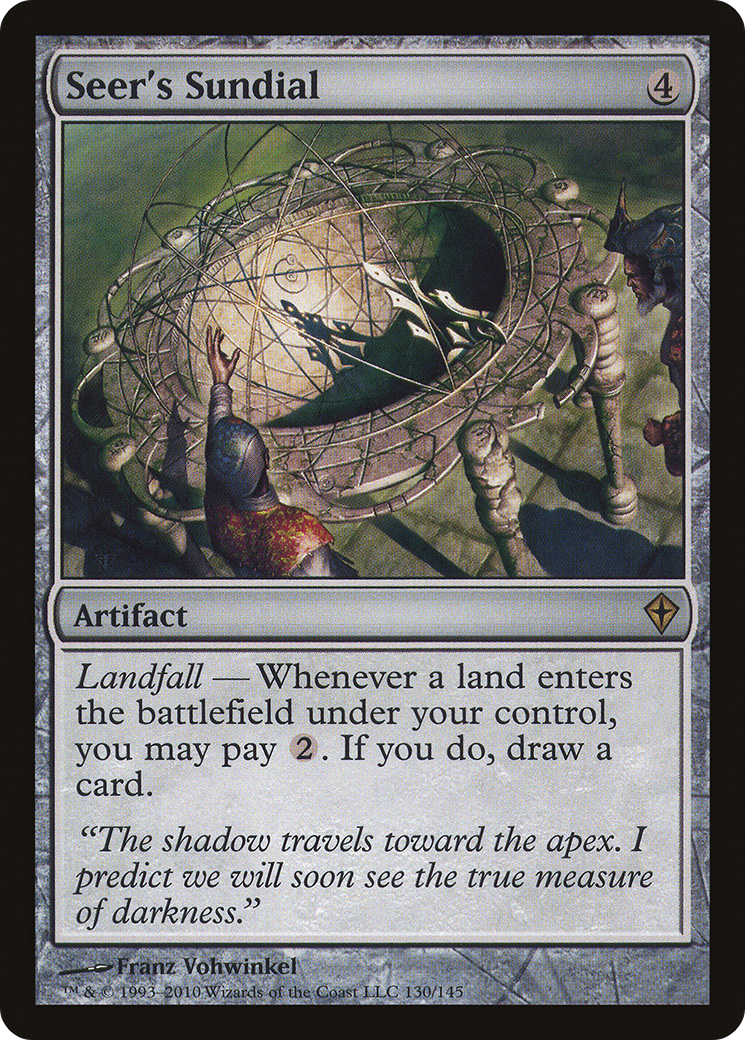 Seer's Sundial 4
Artifact
Landfall — Whenever a land enters
the battlefield under your control,
you may pay 2. If you do, draw a
card.
“The shadow travels toward the apex. I
predict we will soon see the true measure
of darkness.”
Franz Vohwinkel
™ & © 1993–2010 Wizards of the Coast LLC 130/145